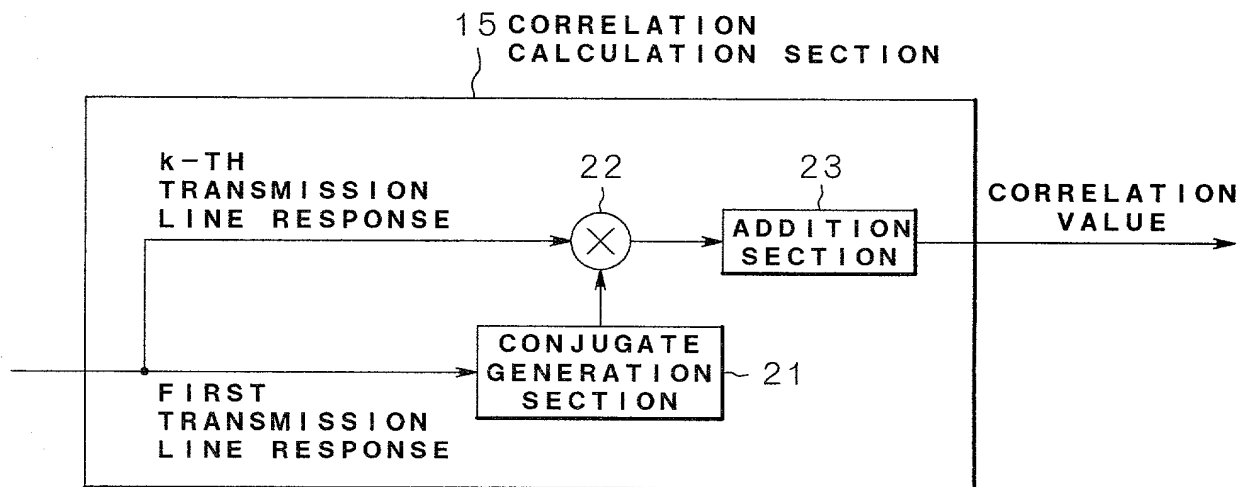 15 CORRELATION
CALCULATION SECTION
k-TH
TRANSMISSION
LINE RESPONSE
22
23
ADDITION
SECTION
CORRELATION
VALUE
CONJUGATE
GENERATION
SECTION
21
FIRST
TRANSMISSION
LINE RESPONSE